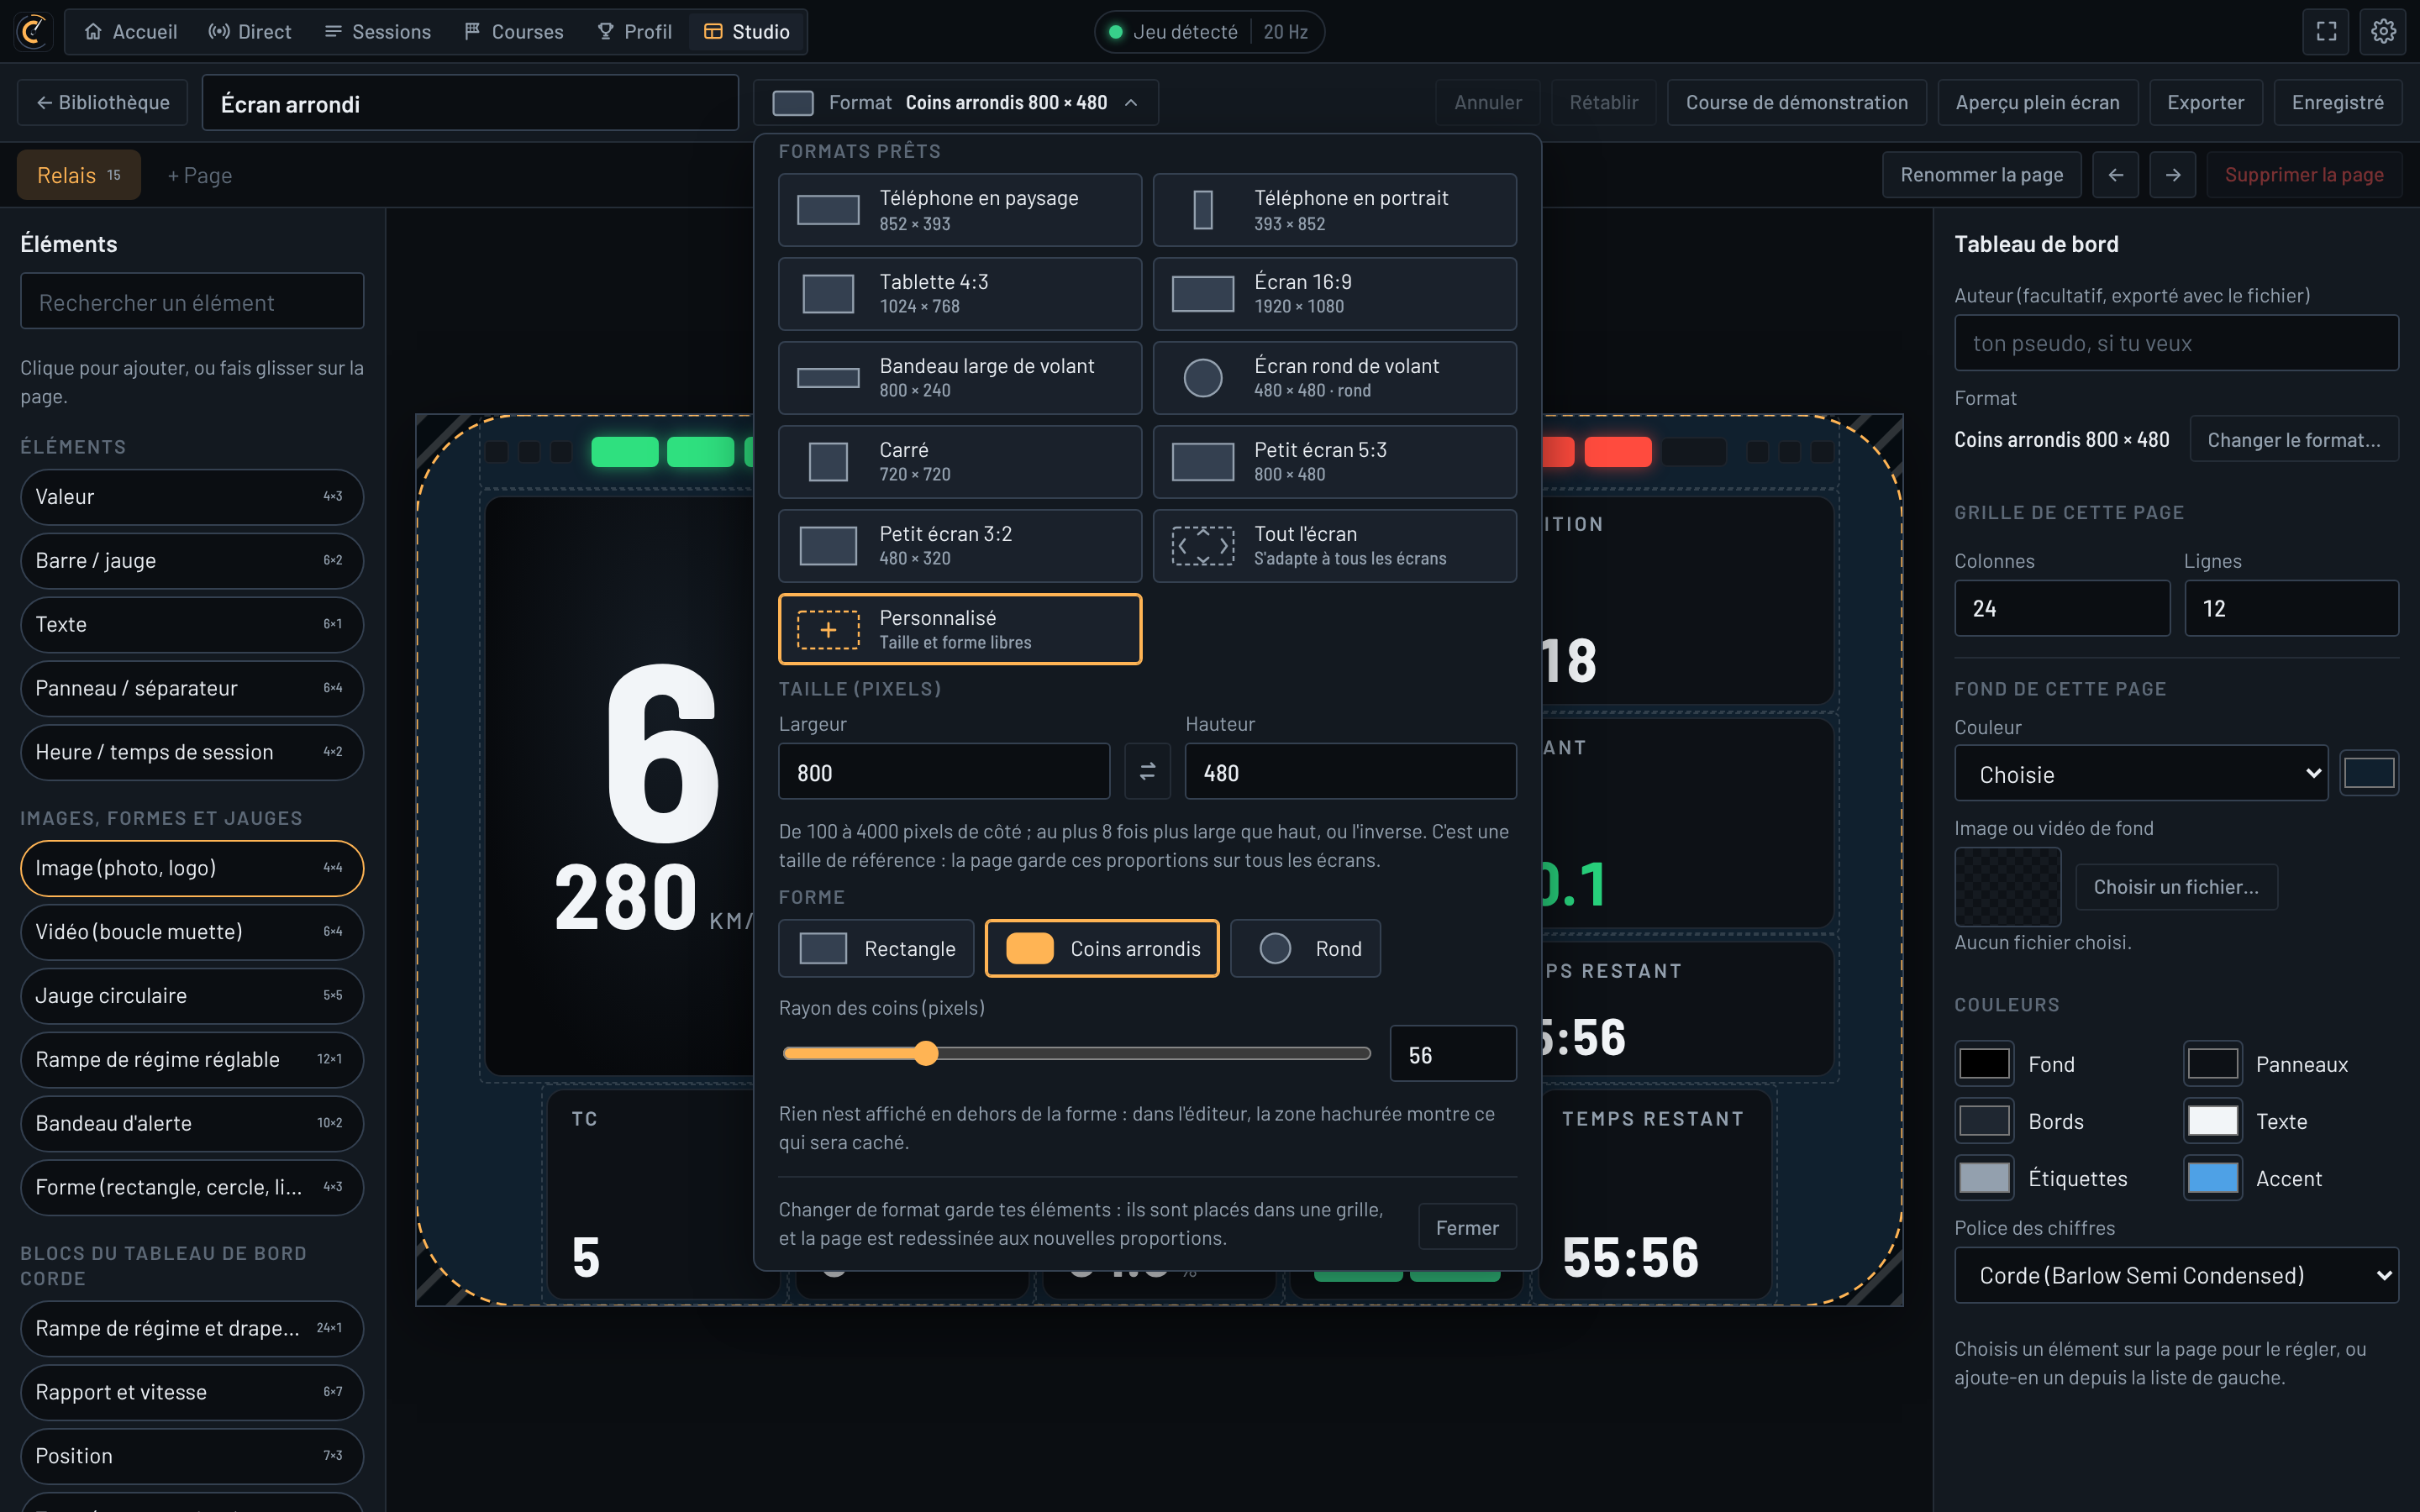 Accueil
Direct
Sessions
Courses
Profil
Studio
Jeu détecté
20 Hz
← Bibliothèque
Écran arrondi
Format Coins arrondis 800 × 480
Annuler
Rétablir
Course de démonstration
Aperçu plein écran
Exporter
Enregistré
Relais 15
+ Page
Renommer la page
←
→
Supprimer la page
Éléments
Rechercher un élément
Clique pour ajouter, ou fais glisser sur la
page.
ÉLÉMENTS
Valeur 4×3
Barre / jauge 6×2
Texte 6×1
Panneau / séparateur 6×4
Heure / temps de session 4×2
IMAGES, FORMES ET JAUGES
Image (photo, logo) 4×4
Vidéo (boucle muette) 6×4
Jauge circulaire 5×5
Rampe de régime réglable 12×1
Bandeau d'alerte 10×2
Forme (rectangle, cercle, li... 4×3
BLOCS DU TABLEAU DE BORD
CORDE
Rampe de régime et drape... 24×1
Rapport et vitesse 6×7
Position 7×3
6
280 KM/
TC
5
FORMATS PRÊTS
Téléphone en paysage
852 × 393
Téléphone en portrait
393 × 852
Tablette 4:3
1024 × 768
Écran 16:9
1920 × 1080
Bandeau large de volant
800 × 240
Écran rond de volant
480 × 480 · rond
Carré
720 × 720
Petit écran 5:3
800 × 480
Petit écran 3:2
480 × 320
Tout l'écran
S'adapte à tous les écrans
Personnalisé
Taille et forme libres
TAILLE (PIXELS)
Largeur
Hauteur
800
480
De 100 à 4000 pixels de côté ; au plus 8 fois plus large que haut, ou l'inverse. C'est une
taille de référence : la page garde ces proportions sur tous les écrans.
FORME
Rectangle
Coins arrondis
Rond
Rayon des coins (pixels)
56
Rien n'est affiché en dehors de la forme : dans l'éditeur, la zone hachurée montre ce
qui sera caché.
Changer de format garde tes éléments : ils sont placés dans une grille,
et la page est redessinée aux nouvelles proportions.
Fermer
%
ITION
18
ANT
0.1
PS RESTANT
5:56
TEMPS RESTANT
55:56
Tableau de bord
Auteur (facultatif, exporté avec le fichier)
ton pseudo, si tu veux
Format
Coins arrondis 800 × 480
Changer le format...
GRILLE DE CETTE PAGE
Colonnes
Lignes
24
12
FOND DE CETTE PAGE
Couleur
Choisie
Image ou vidéo de fond
Choisir un fichier...
Aucun fichier choisi.
COULEURS
Fond
Panneaux
Bords
Texte
Étiquettes
Accent
Police des chiffres
Corde (Barlow Semi Condensed)
Choisis un élément sur la page pour le régler, ou
ajoute-en un depuis la liste de gauche.